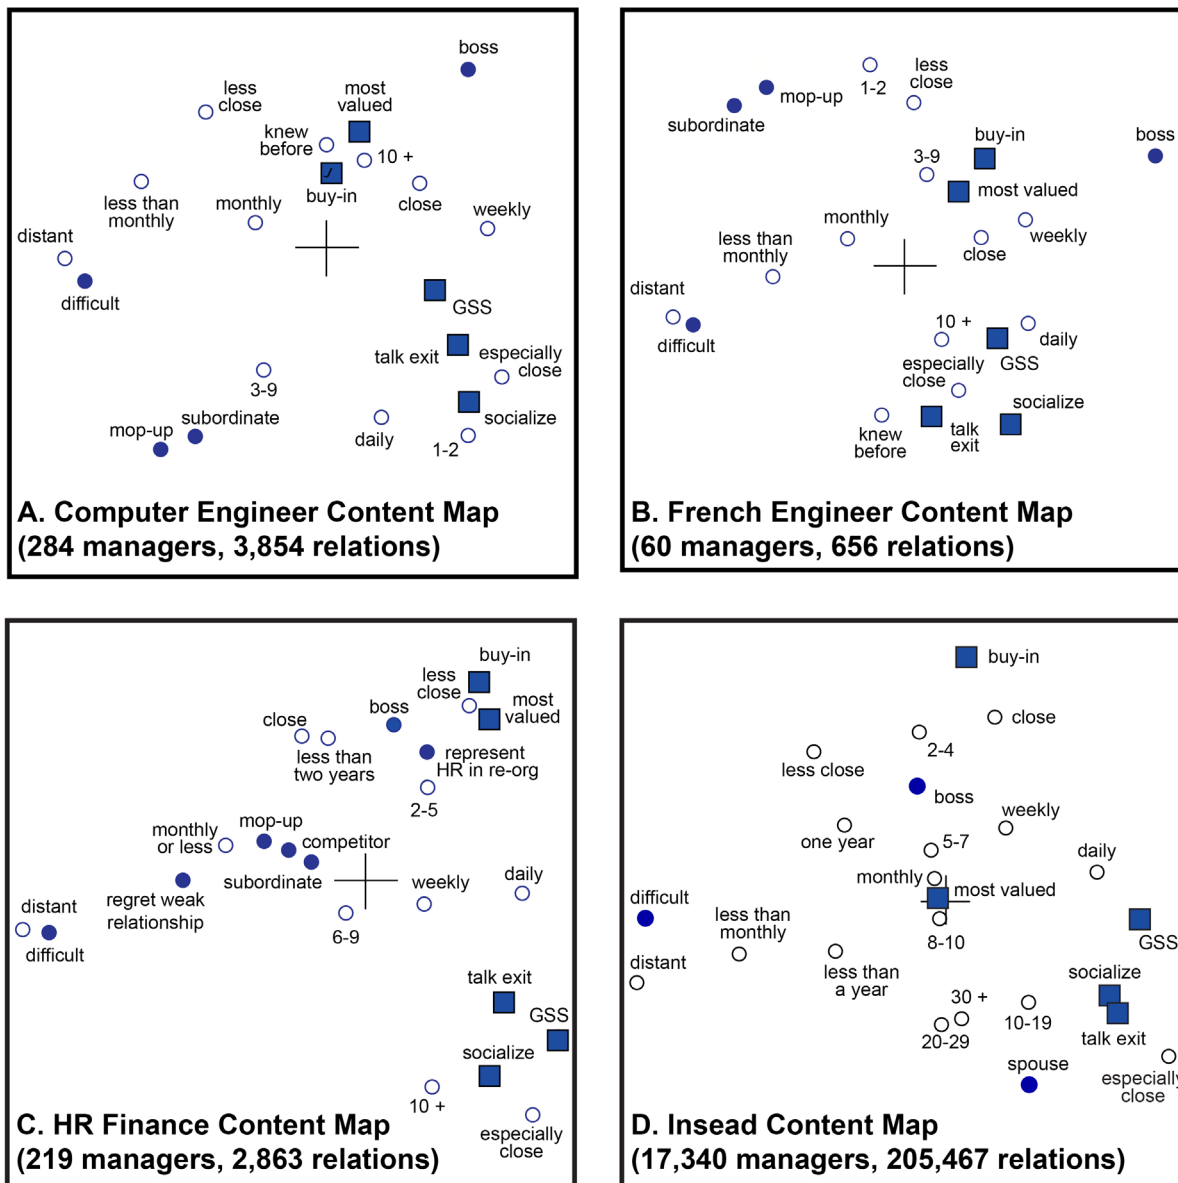 boss
less
close
most
valued
knew
before
10 +
buy-in
close
less than
monthly
monthly
weekly
distant
difficult
GSS
talk exit
especially
close
3-9
subordinate
mop-up
daily
socialize
1-2
A. Computer Engineer Content Map
(284 managers, 3,854 relations)
1-2
less
close
mop-up
subordinate
buy-in
boss
3-9
most valued
monthly
weekly
less than
monthly
close
distant
difficult
10 +
daily
especially
close
GSS
socialize
knew
before
talk
exit
B. French Engineer Content Map
(60 managers, 656 relations)
buy-in
less
close
most
valued
boss
close
less than
two years
represent
HR in re-org
2-5
mop-up
monthly
or less
competitor
subordinate
regret weak
relationship
weekly
daily
distant
difficult
6-9
talk exit
GSS
socialize
10 +
especially
close
C. HR Finance Content Map
(219 managers, 2,863 relations)
buy-in
close
2-4
less close
boss
weekly
one year
5-7
daily
monthly
most valued
difficult
less than
monthly
8-10
GSS
distant
less than
a year
socialize
30 +
10-19
20-29
talk exit
spouse
especially
close
D. Insead Content Map
(17,340 managers, 205,467 relations)